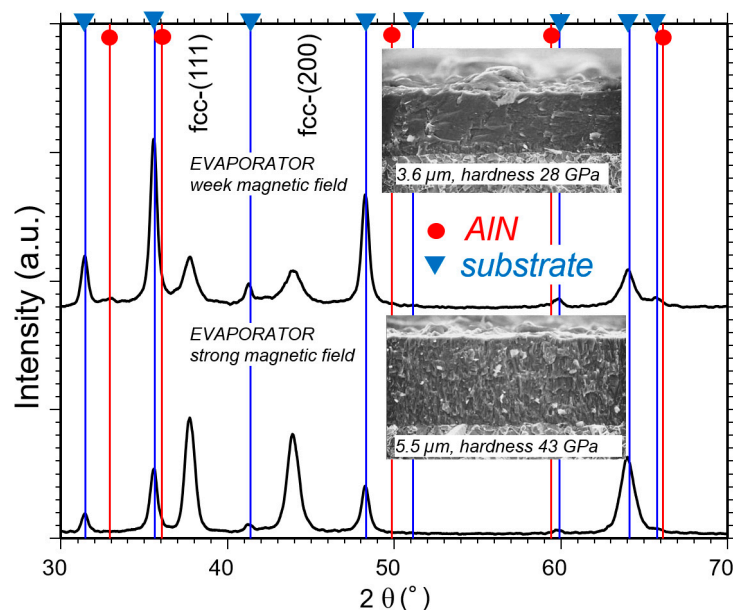 fcc-(111)
fcc-(200)
EVAPORATOR
week magnetic field
3.6 µm, hardness 28 GPa
AlN
substrate
EVAPORATOR
strong magnetic field
5.5 µm, hardness 43 GPa
Intensity (a.u.)
30 40 50 60 70
2 θ (°)